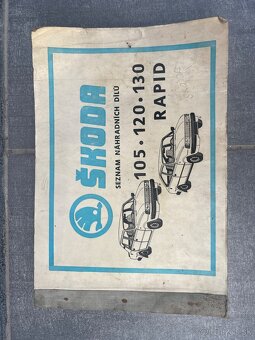 ŠKODA
SEZNAM NÁHRADNÍCH DÍLŮ
105 • 120 • 130
RAPID